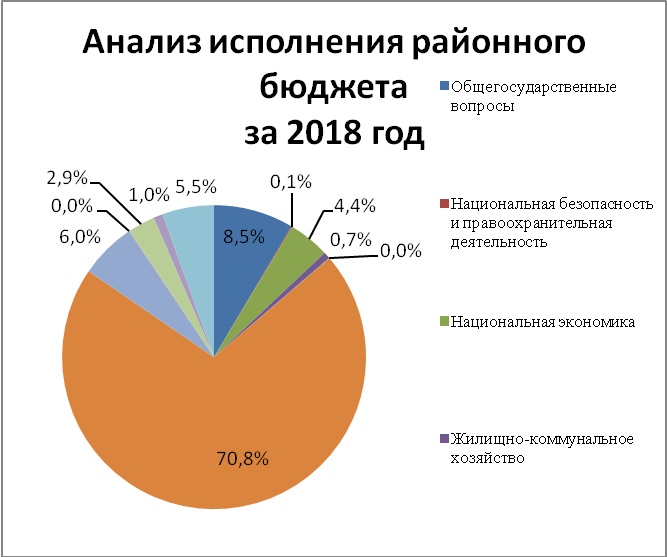 Анализ исполнения районного
бюджета
за 2018 год
Общегосударственные
вопросы
Национальная безопасность
и правоохранительная
деятельность
Национальная экономика
Жилищно-коммунальное
хозяйство
2,9%
0,0%
6,0%
1,0%
5,5%
8,5%
0,1%
4,4%
0,7%
0,0%
70,8%